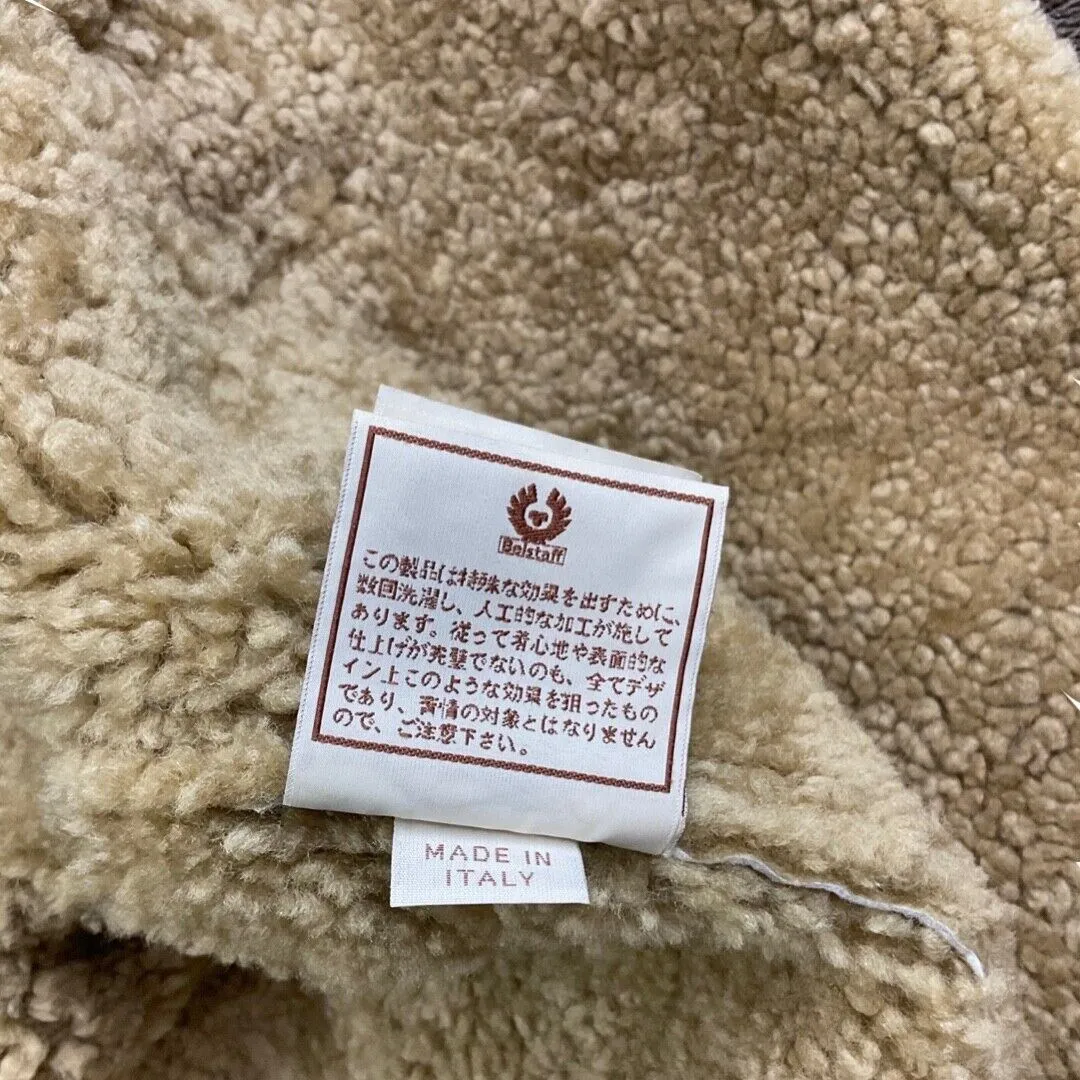 Belstaff
この製品は特殊な効果を出すために、
数回洗濯し、人工的な加工が施して
あります。従って着心地や表面的な
仕上げが完璧でないのも、全てデザ
イン上このような効果を狙ったもの
であり、苦情の対象とはなりません
ので、ご注意下さい。
MADE IN
ITALY